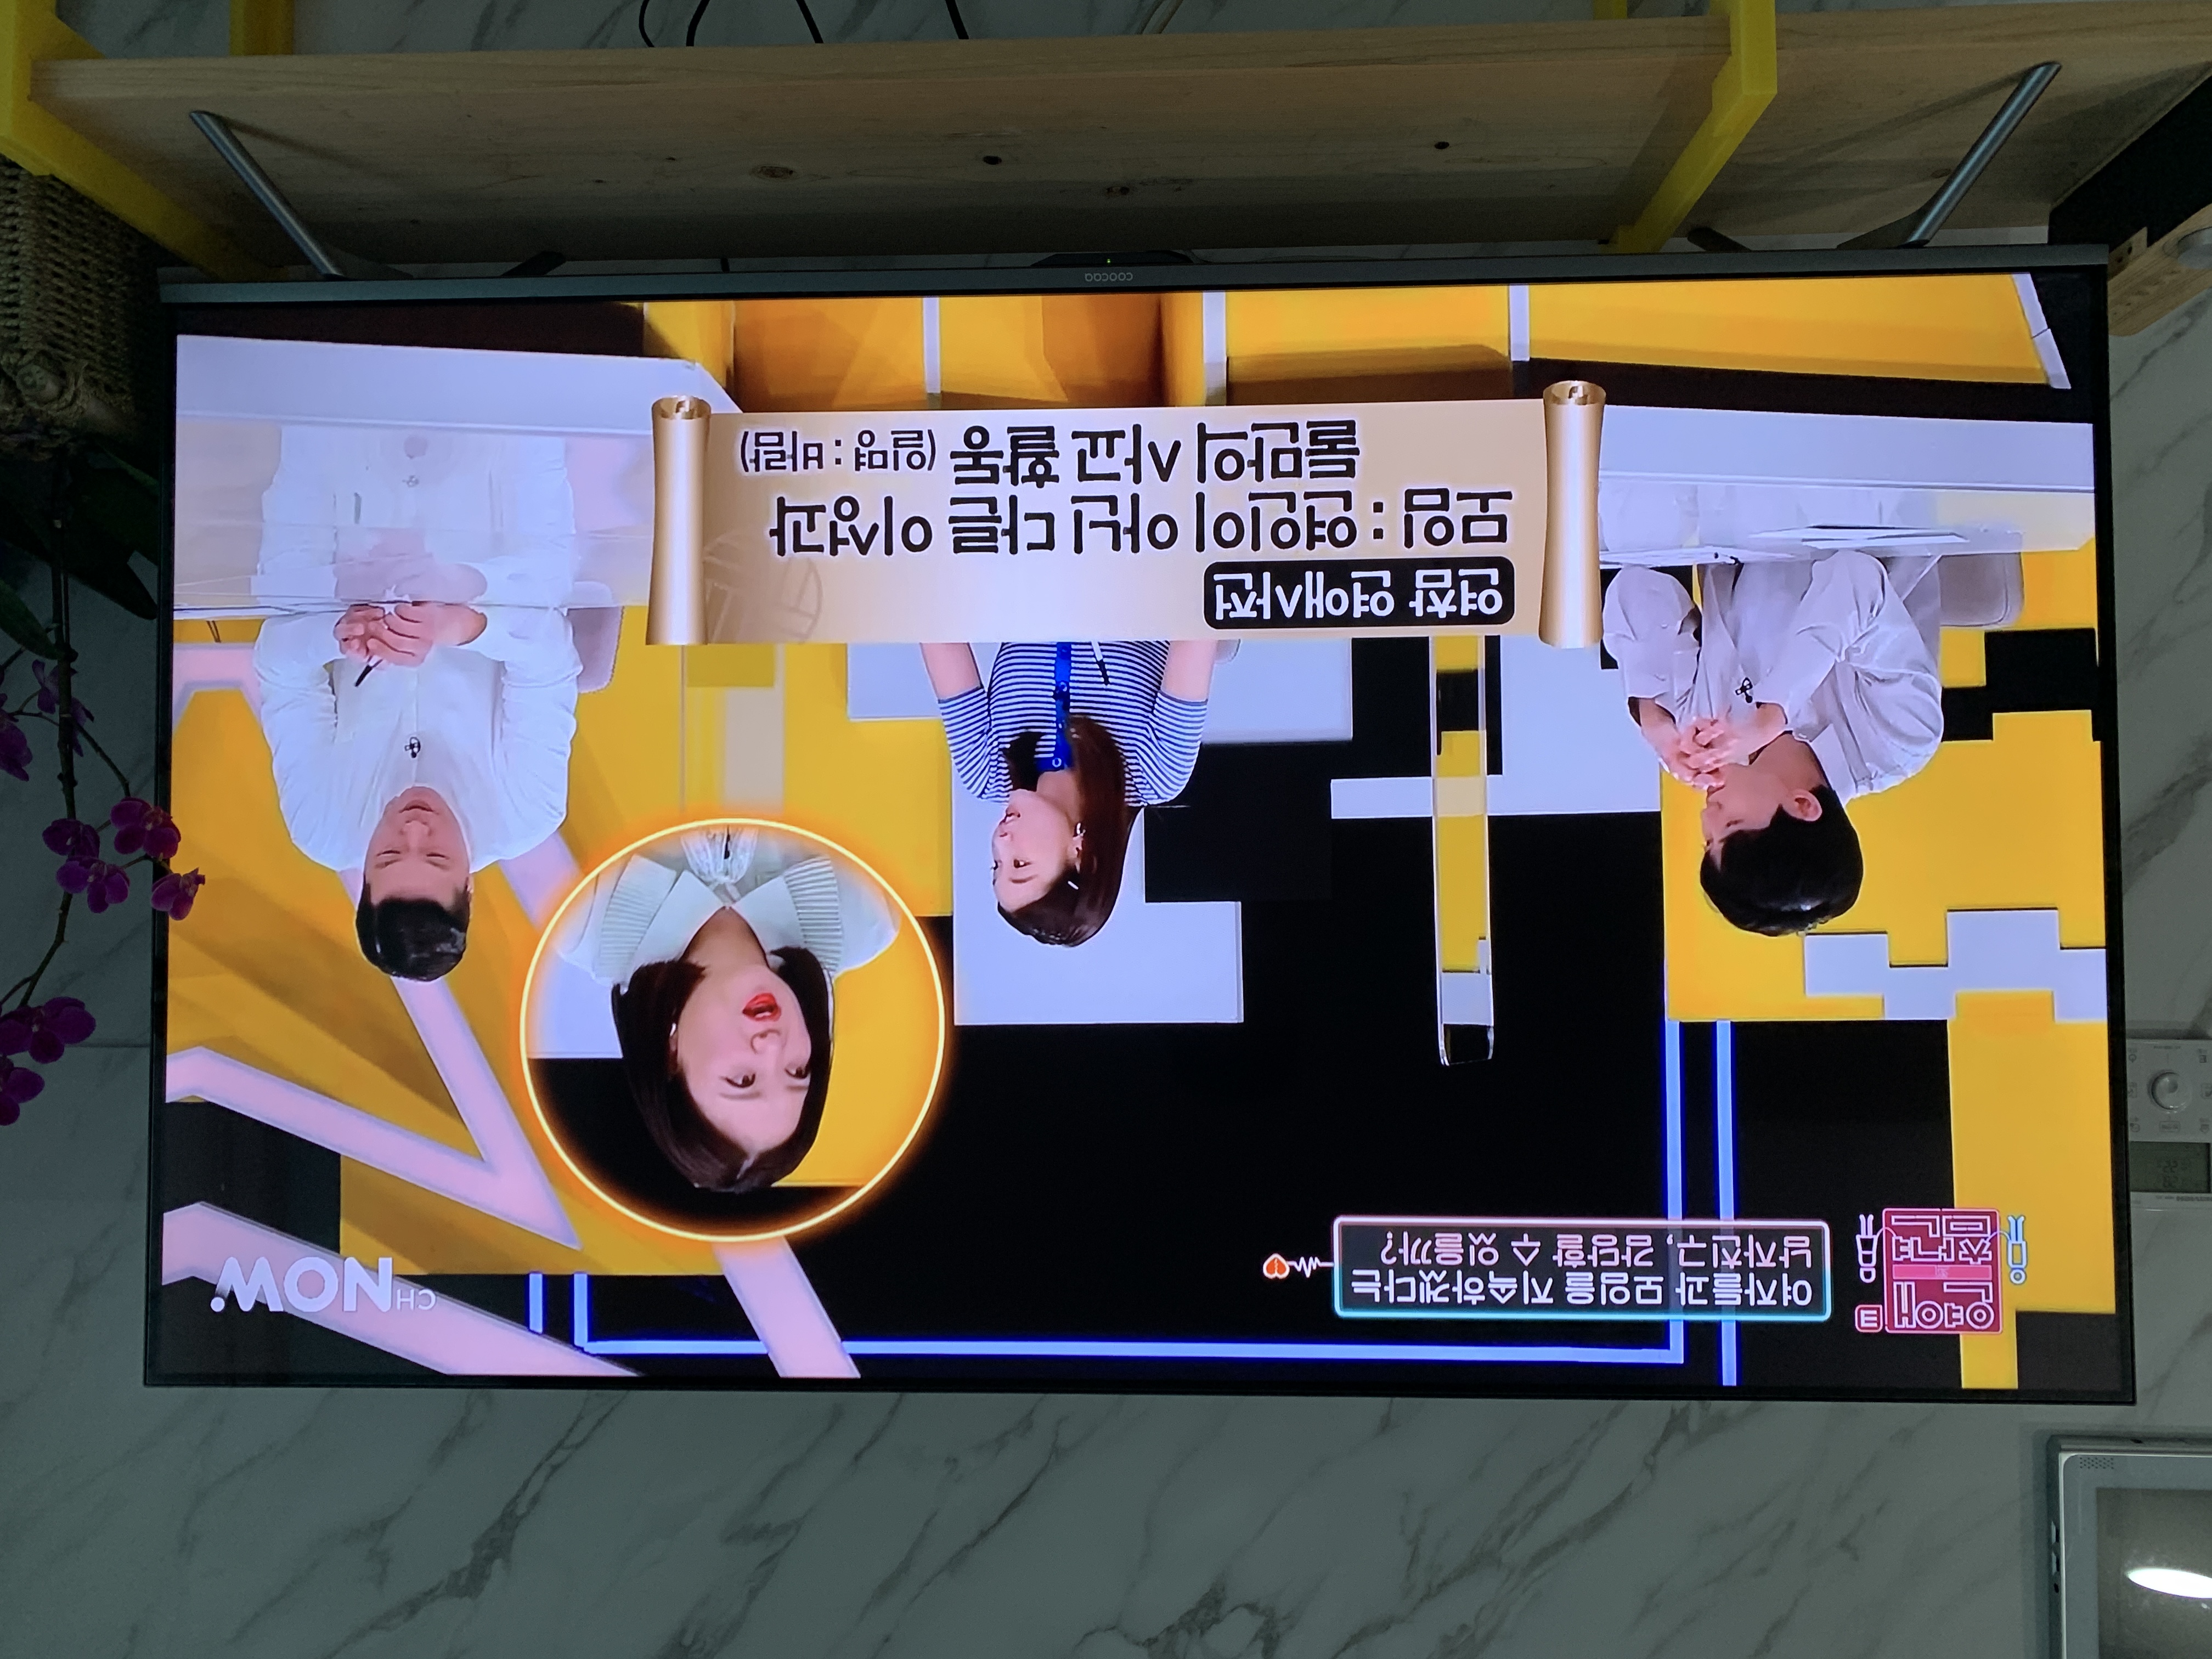 연애의
참견 3
여자들과 모임을 지속하겠다는
남자친구, 감당할 수 있을까?
CH NOW
연참 연애사전
모임 : 연인이 아닌 다른 이성과
둘만의 사교 활동 (일명 : 바람)
coocaa